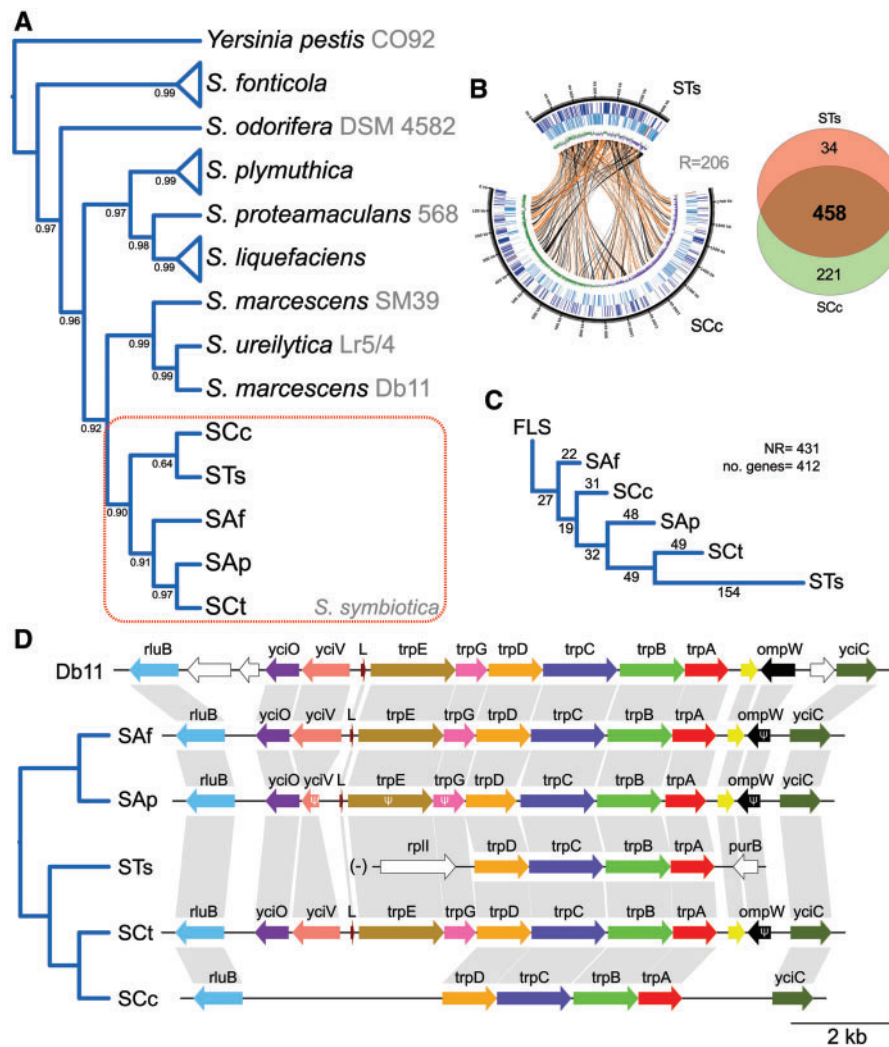 A
Yersinia pestis CO92
0.99
S. fonticola
S. odorifera DSM 4582
0.97
0.99
S. plymuthica
0.97
S. proteamaculans 568
0.98
0.99
S. liquefaciens
0.96
S. marcescens SM39
0.99
S. ureilytica Lr5/4
0.99
S. marcescens Db11
0.92
SCc
0.64
STs
0.90
SAf
0.91
SAp
0.97
SCt
S. symbiotica
B
STs
R=206
SCc
STs
34
458
221
SCc
C
FLS
NR= 431
no. genes= 412
22
SAf
27
31
SCc
19
48
SAp
32
49
SCt
49
154
STs
D
rluB yciO yciV L trpE trpG trpD trpC trpB trpA ompW yciC
Db11
rluB yciO yciV L trpE trpG trpD trpC trpB trpA ompW yciC
SAf Ψ
rluB yciO yciV L trpE trpG trpD trpC trpB trpA ompW yciC
SAp Ψ Ψ Ψ Ψ
rplI trpD trpC trpB trpA purB
STs (-)
rluB yciO yciV L trpE trpG trpD trpC trpB trpA ompW yciC
SCt Ψ
rluB trpD trpC trpB trpA yciC
SCc
2 kb